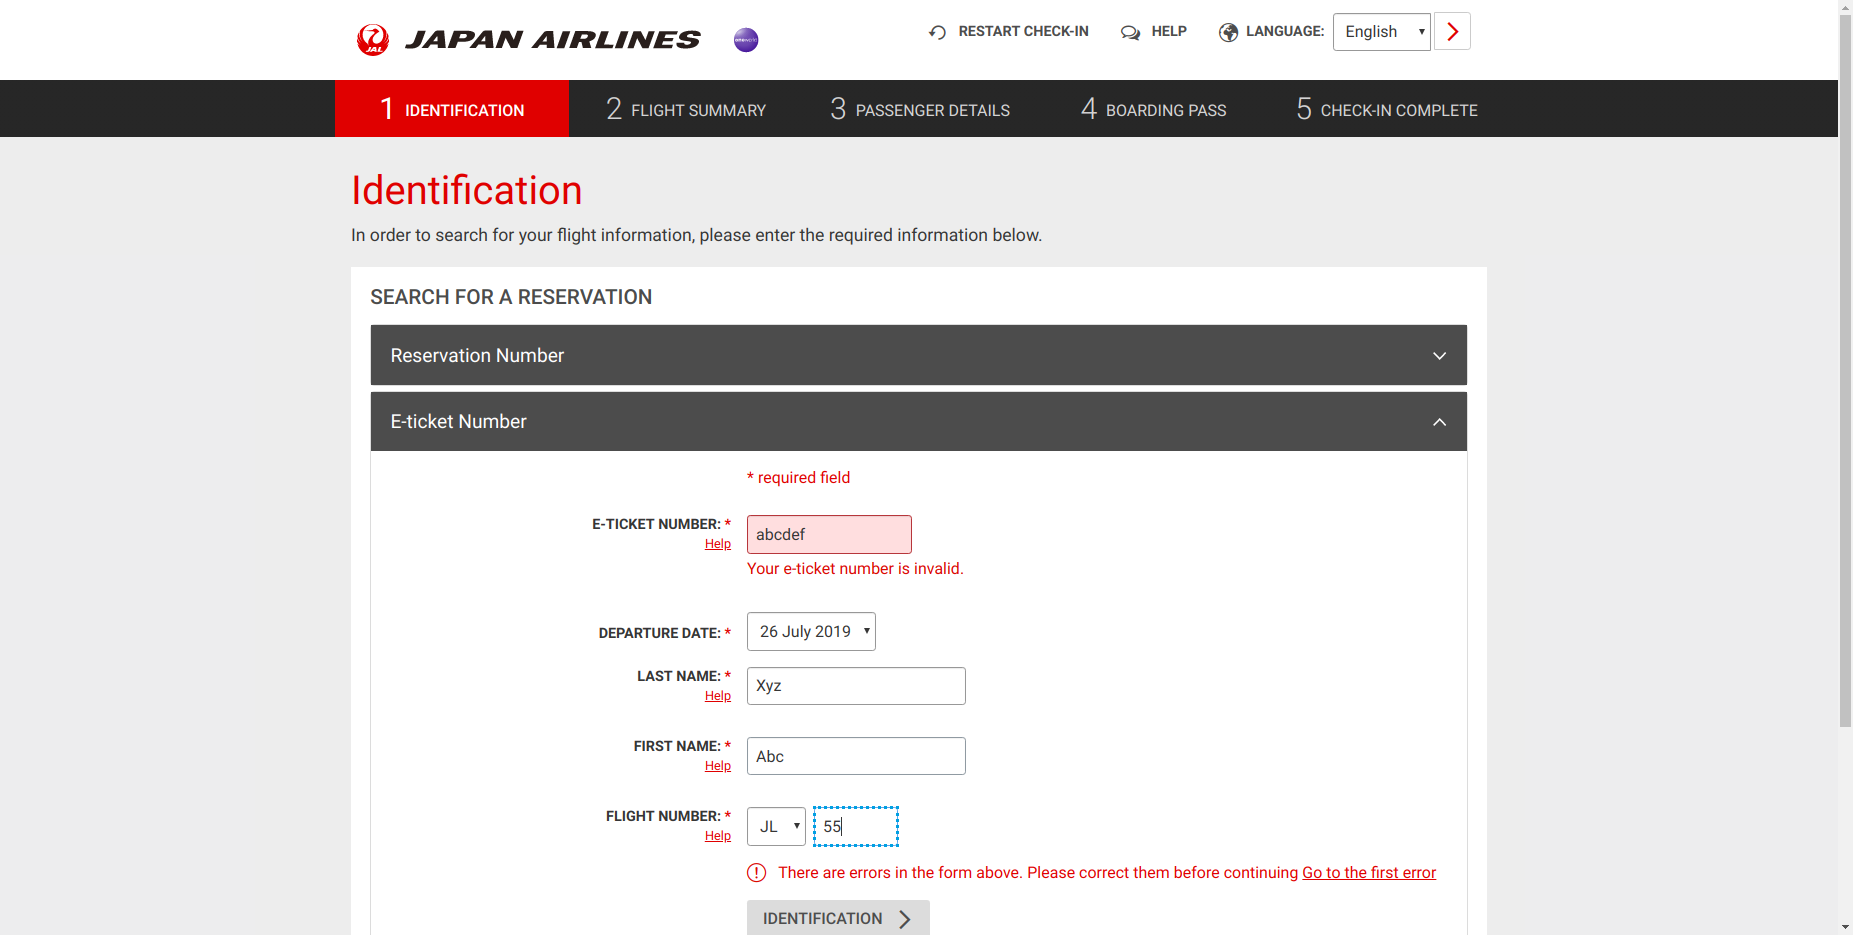 JAL JAPAN AIRLINES oneworld RESTART CHECK-IN HELP LANGUAGE: English
1 IDENTIFICATION 2 FLIGHT SUMMARY 3 PASSENGER DETAILS 4 BOARDING PASS 5 CHECK-IN COMPLETE
Identification
In order to search for your flight information, please enter the required information below.
SEARCH FOR A RESERVATION
Reservation Number
E-ticket Number
* required field
E-TICKET NUMBER: * abcdef
Help
Your e-ticket number is invalid.
DEPARTURE DATE: * 26 July 2019
LAST NAME: * Xyz
Help
FIRST NAME: * Abc
Help
FLIGHT NUMBER: * JL 55
Help
There are errors in the form above. Please correct them before continuing Go to the first error
IDENTIFICATION